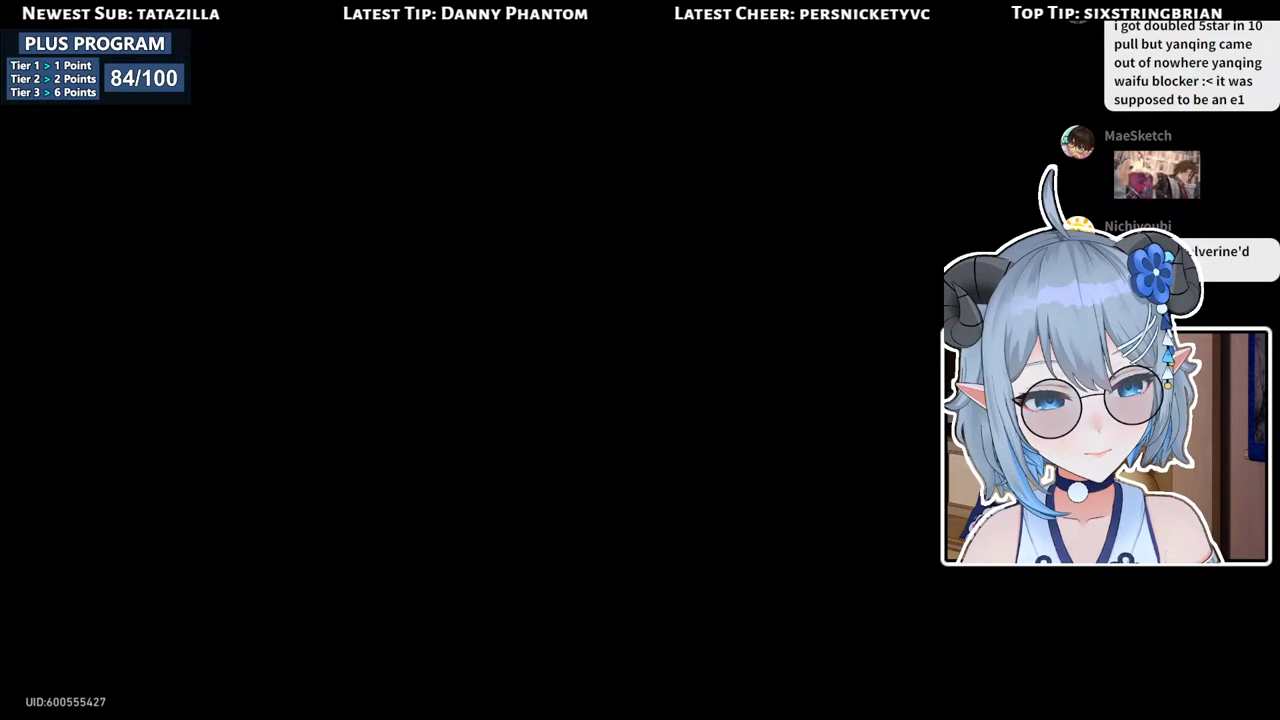 Newest Sub: tatazilla
Latest Tip: Danny Phantom
Latest Cheer: persnicketyvc
Top Tip: sixstringbrian
PLUS PROGRAM
Tier 1 > 1 Point
Tier 2 > 2 Points
Tier 3 > 6 Points
84/100
i got doubled 5star in 10
pull but yanqing came
out of nowhere yanqing
waifu blocker :< it was
supposed to be an e1
MaeSketch
Nichiyoubi
lverine'd
UID:600555427